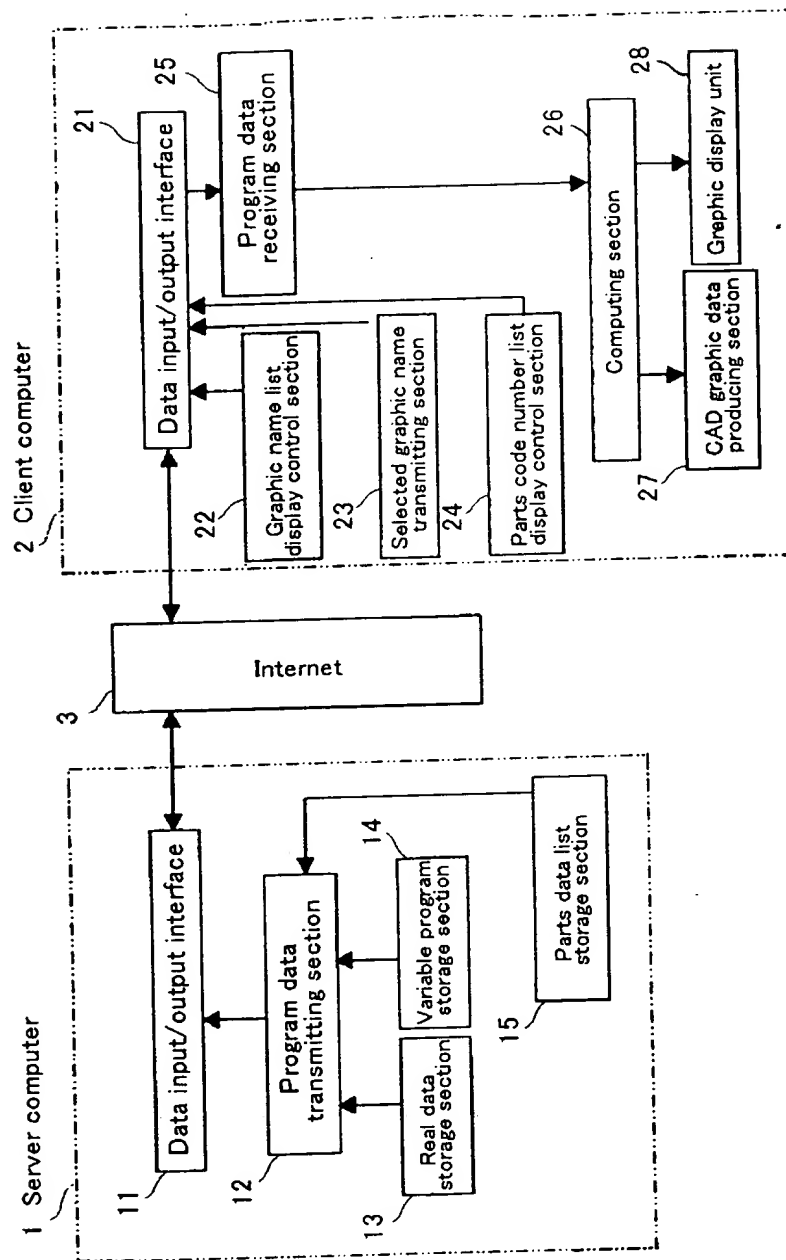 1 Server computer
11
Data input/output interface
12
Program data
transmitting section
13
Real data
storage section
14
Variable program
storage section
15
Parts data list
storage section
3
Internet
2 Client computer
21
Data input/output interface
22
Graphic name list
display control section
23
Selected graphic name
transmitting section
24
Parts code number list
display control section
25
Program data
receiving section
26
Computing section
27
CAD graphic data
producing section
28
Graphic display unit